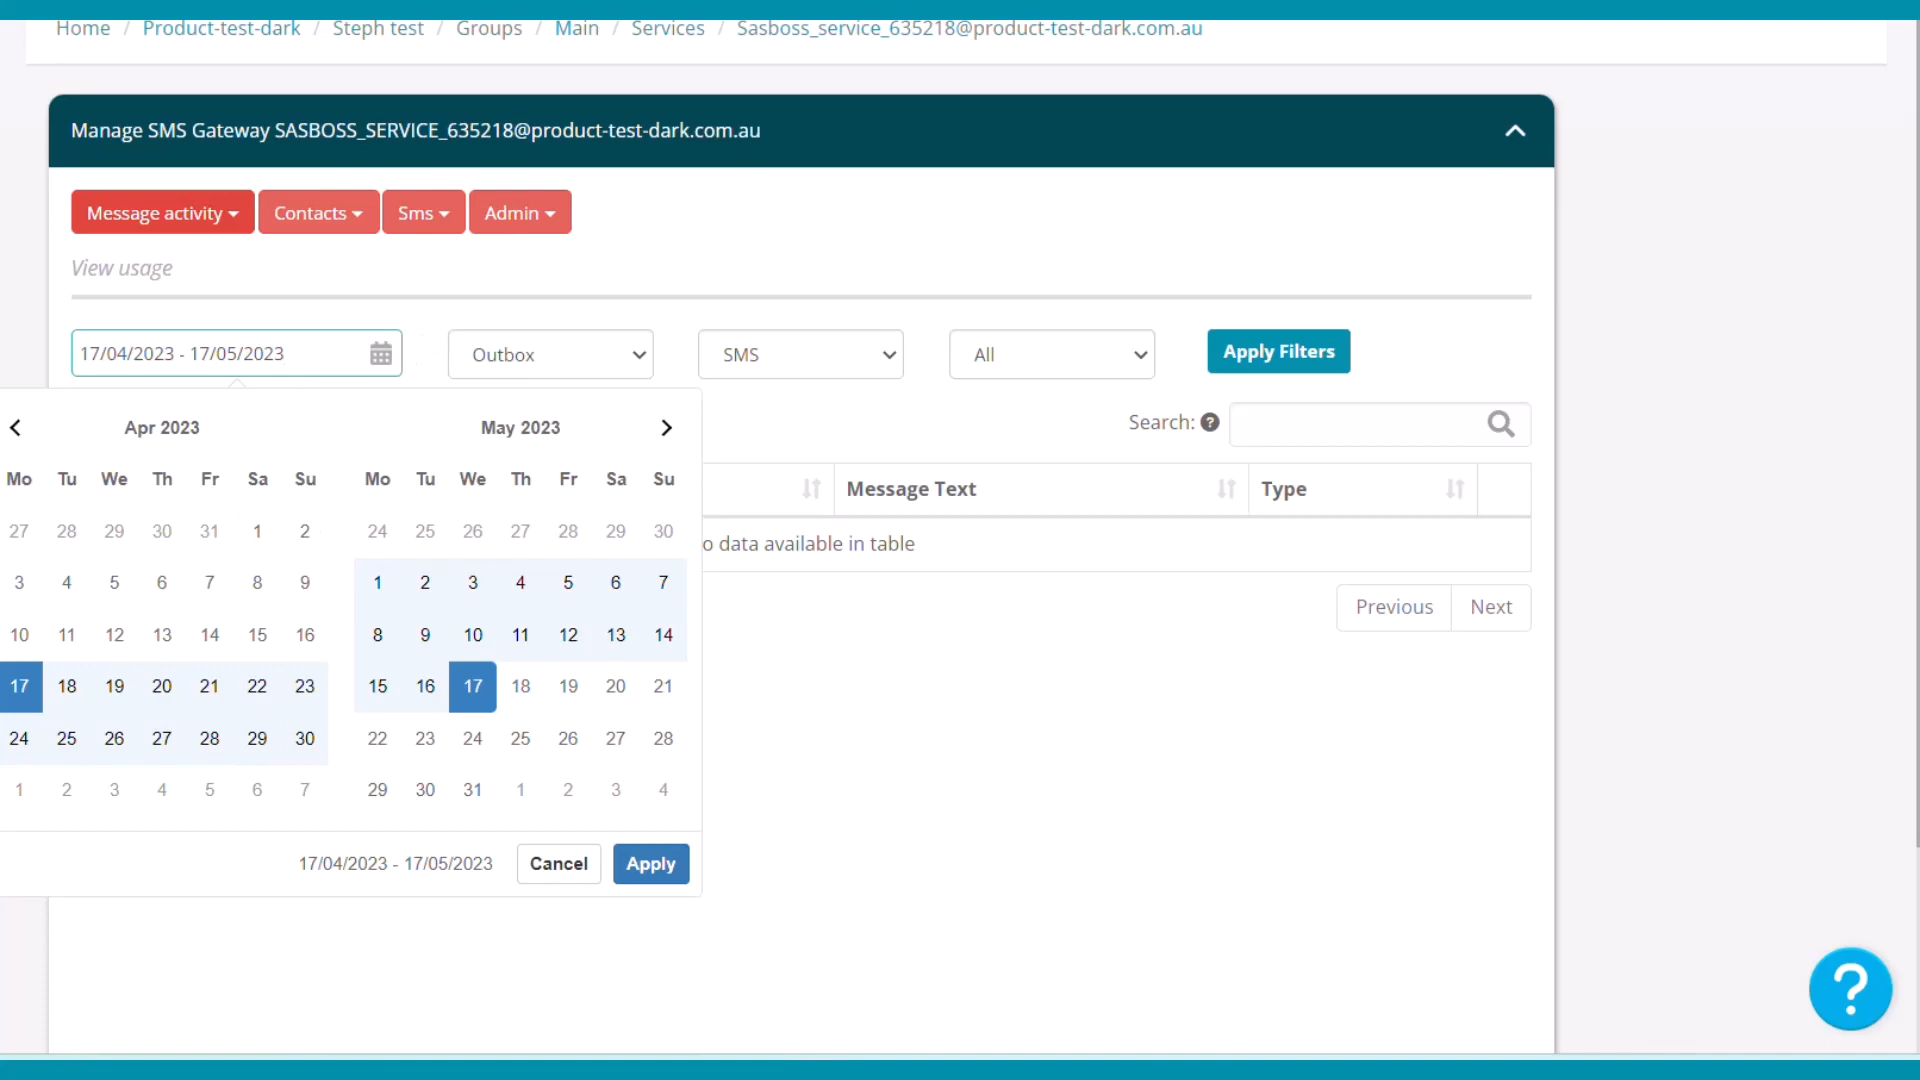 Home / Product-test-dark / Steph test / Groups / Main / Services / Sasboss_service_635218@product-test-dark.com.au
Manage SMS Gateway SASBOSS_SERVICE_635218@product-test-dark.com.au
Message activity Contacts Sms Admin
View usage
17/04/2023 - 17/05/2023 Outbox SMS All Apply Filters
Search: ?
Apr 2023 May 2023
Mo Tu We Th Fr Sa Su Mo Tu We Th Fr Sa Su
Message Text Type
27 28 29 30 31 1 2 24 25 26 27 28 29 30
o data available in table
3 4 5 6 7 8 9 1 2 3 4 5 6 7
Previous Next
10 11 12 13 14 15 16 8 9 10 11 12 13 14
17 18 19 20 21 22 23 15 16 17 18 19 20 21
24 25 26 27 28 29 30 22 23 24 25 26 27 28
1 2 3 4 5 6 7 29 30 31 1 2 3 4
17/04/2023 - 17/05/2023 Cancel Apply
?